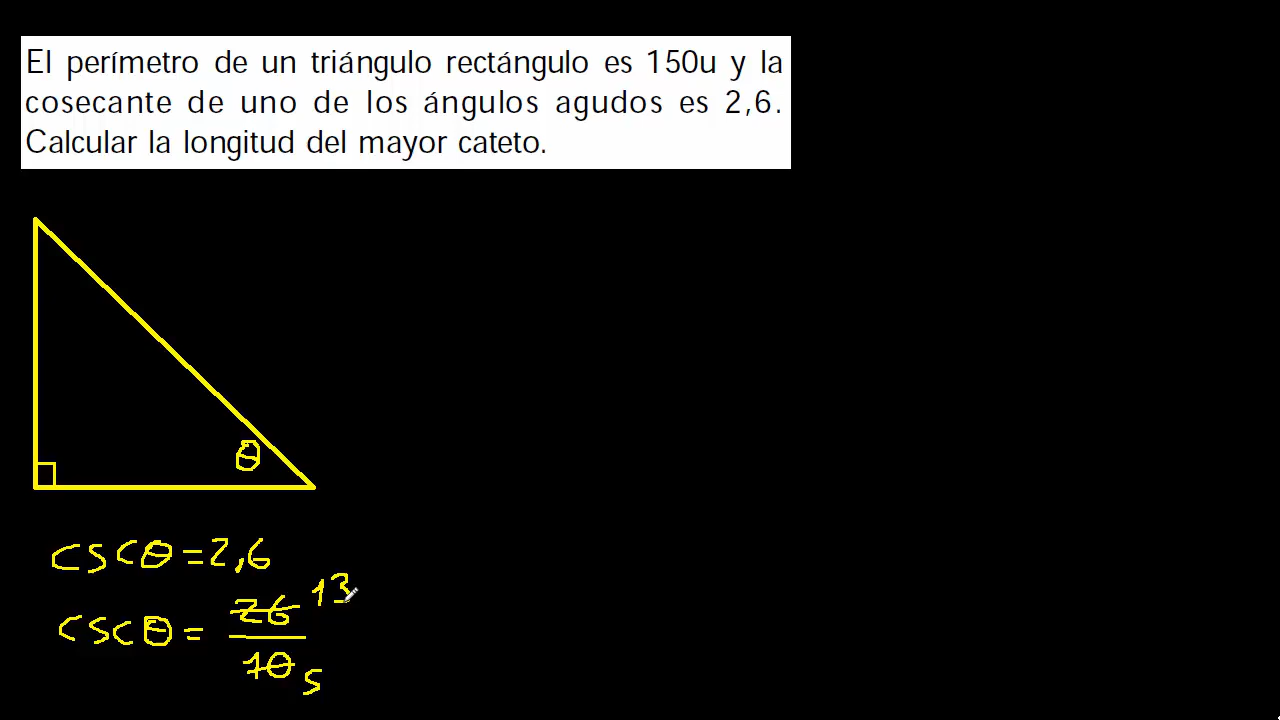 El perímetro de un triángulo rectángulo es 150u y la
cosecante de uno de los ángulos agudos es 2,6.
Calcular la longitud del mayor cateto.
θ
cscθ=2,6
13
cscθ= 26
10
5